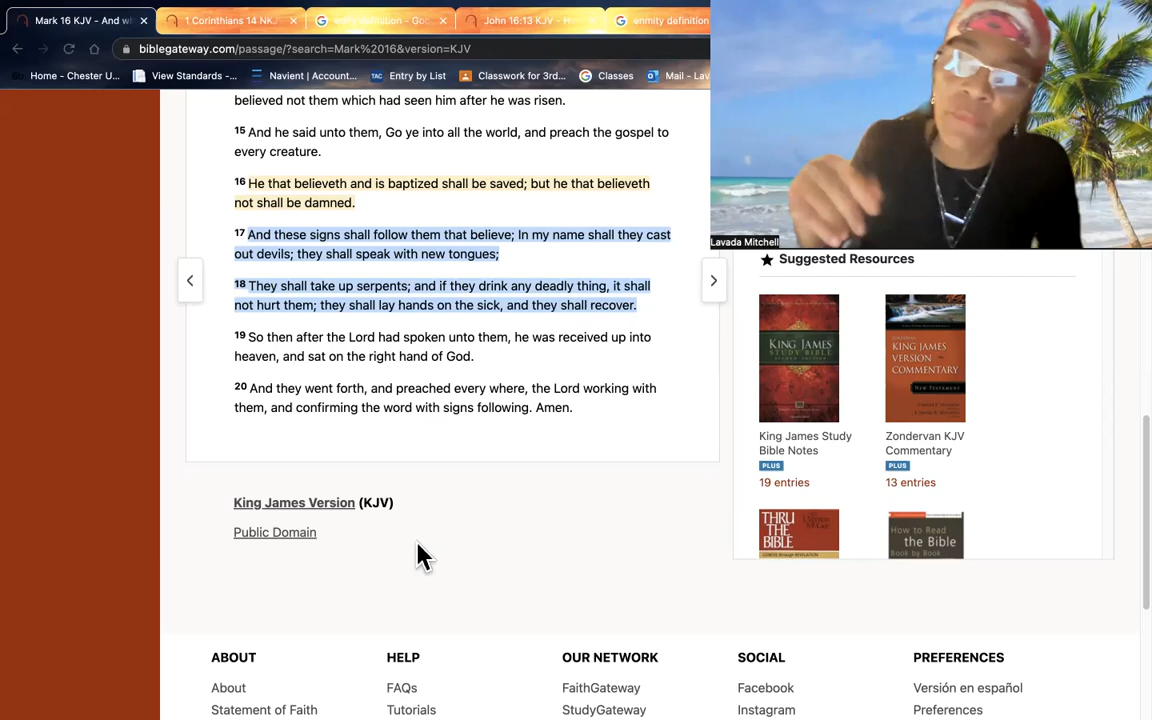 Mark 16 KJV - And w
1 Corinthians 14 NKJ
definition - Goo
John 16:13 KJV - H
enmity definition
biblegateway.com/passage/?search=Mark%2016&version=KJV
Home - Chester U...
View Standards -...
Navient | Account...
TAC Entry by List
Classwork for 3rd...
Classes
Mail - Lav
believed not them which had seen him after he was risen.
15 And he said unto them, Go ye into all the world, and preach the gospel to
every creature.
16 He that believeth and is baptized shall be saved; but he that believeth
not shall be damned.
17 And these signs shall follow them that believe; In my name shall they cast
out devils; they shall speak with new tongues;
18 They shall take up serpents; and if they drink any deadly thing, it shall
not hurt them; they shall lay hands on the sick, and they shall recover.
19 So then after the Lord had spoken unto them, he was received up into
heaven, and sat on the right hand of God.
20 And they went forth, and preached every where, the Lord working with
them, and confirming the word with signs following. Amen.
King James Version (KJV)
Public Domain
Lavada Mitchell
Suggested Resources
KING JAMES
STUDY BIBLE
KING JAMES
VERSION
COMMENTARY
NEW TESTAMENT
King James Study
Bible Notes
PLUS
19 entries
Zondervan KJV
Commentary
PLUS
13 entries
THRU
THE
BIBLE
How to Read
the Bible
Book by Book
ABOUT
About
Statement of Faith
HELP
FAQs
Tutorials
OUR NETWORK
FaithGateway
StudyGateway
SOCIAL
Facebook
Instagram
PREFERENCES
Versión en español
Preferences